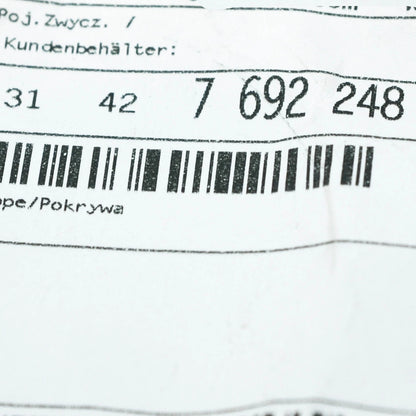 Poj.Zwycz. /
Kundenbehälter:
31 42 7 692 248
ppe/Pokrywa